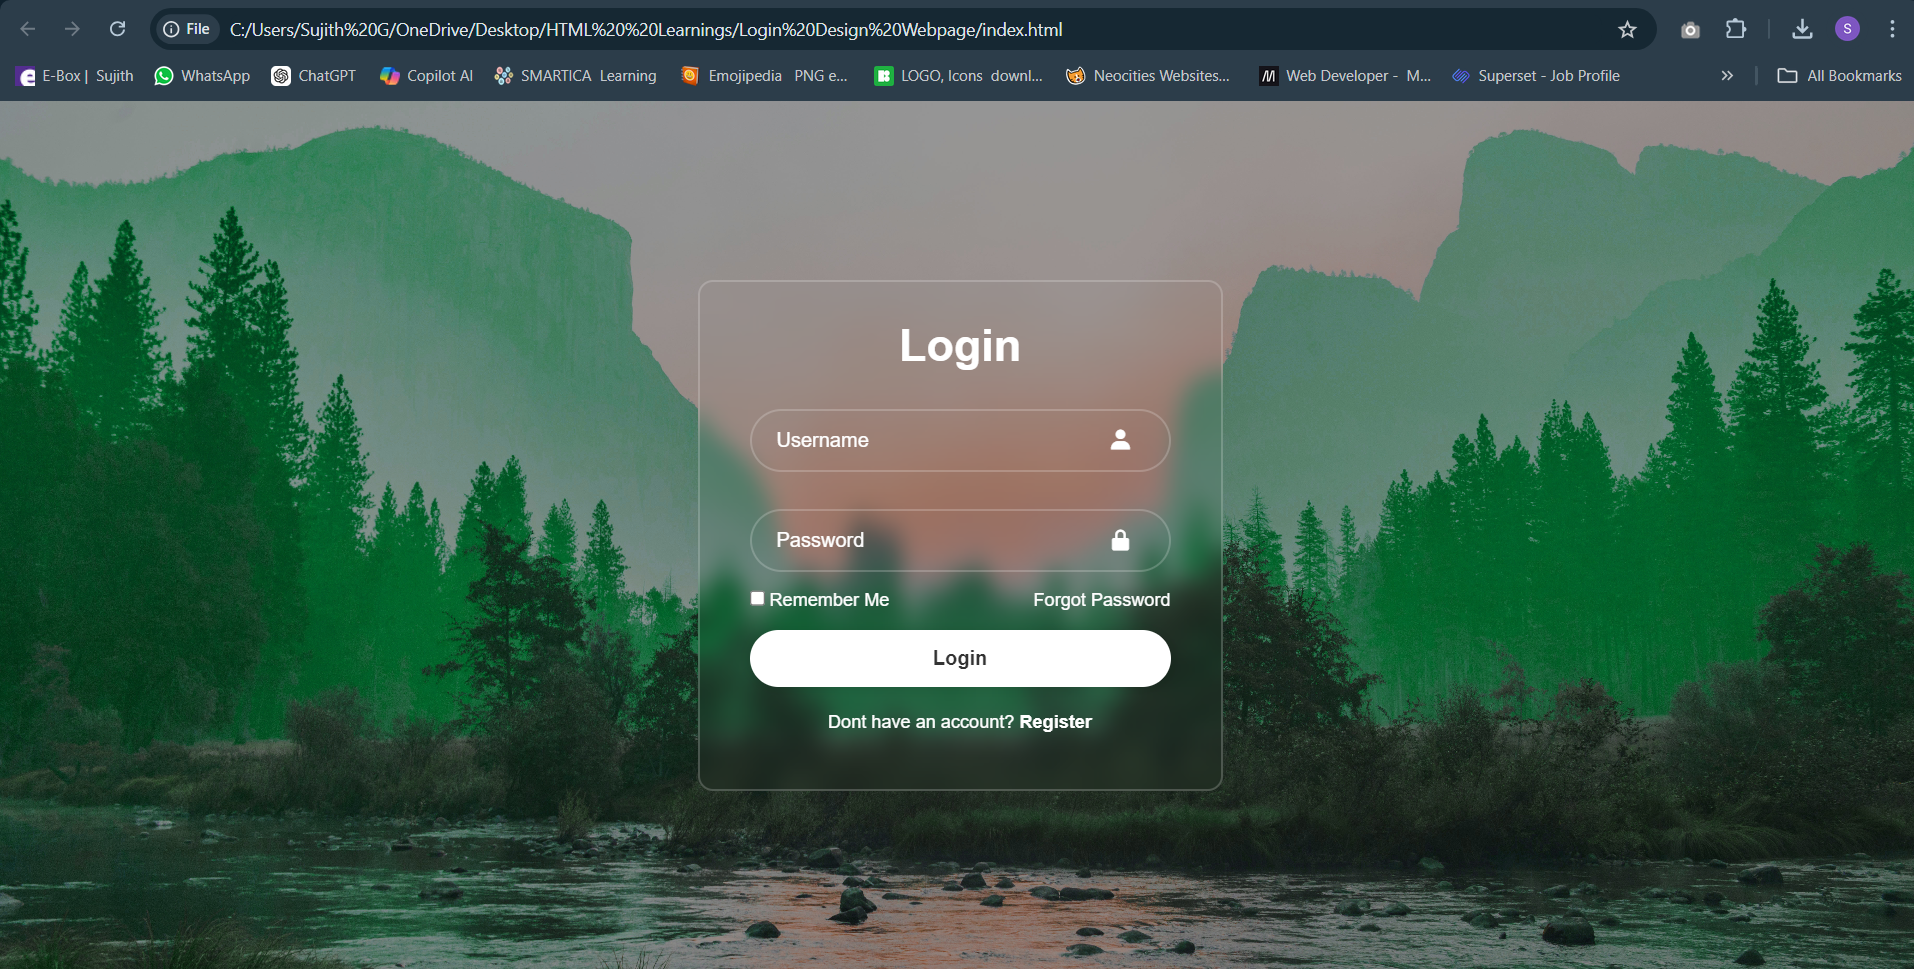 File C:/Users/Sujith%20G/OneDrive/Desktop/HTML%20%20Learnings/Login%20Design%20Webpage/index.html S
E-Box | Sujith WhatsApp ChatGPT Copilot AI SMARTICA Learning Emojipedia PNG e... LOGO, Icons downl... Neocities Websites... Web Developer - M... Superset - Job Profile » All Bookmarks
Login
Username
Password
Remember Me Forgot Password
Login
Dont have an account? Register